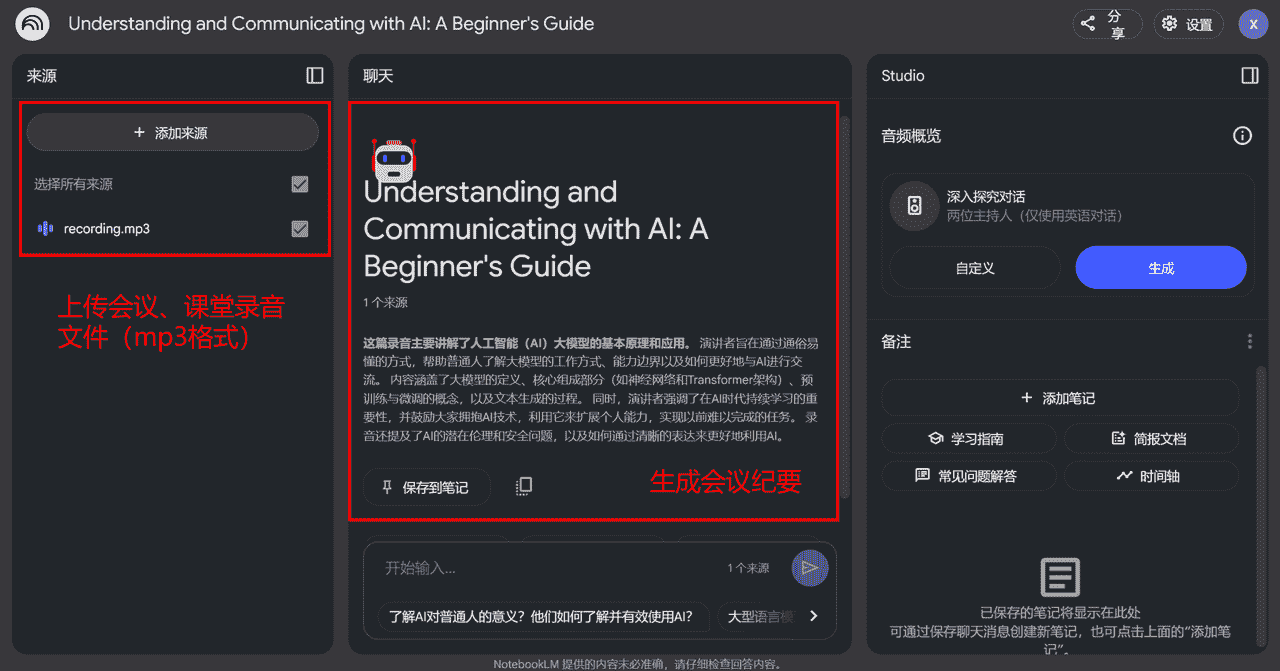 Understanding and Communicating with AI: A Beginner's Guide
分享
设置
X
来源
+ 添加来源
选择所有来源
recording.mp3
上传会议、课堂录音
文件（mp3格式）
聊天
Understanding and
Communicating with AI: A
Beginner's Guide
1 个来源
这篇录音主要讲解了人工智能（AI）大模型的基本原理和应用。 演讲者旨在通过通俗易
懂的方式，帮助普通人了解大模型的工作方式、能力边界以及如何更好地与AI进行交
流。 内容涵盖了大模型的定义、核心组成部分（如神经网络和Transformer架构）、预
训练与微调的概念，以及文本生成的过程。 同时，演讲者强调了在AI时代持续学习的重
要性，并鼓励大家拥抱AI技术，利用它来扩展个人能力，实现以前难以完成的任务。 录
音还提及了AI的潜在伦理和安全问题，以及如何通过清晰的表达来更好地利用AI。
保存到笔记
生成会议纪要
开始输入...
1 个来源
了解AI对普通人的意义？他们如何了解并有效使用AI？
大型语言模
Studio
音频概览
深入探究对话
两位主持人（仅使用英语对话）
自定义
生成
备注
+ 添加笔记
学习指南
简报文档
常见问题解答
时间轴
已保存的笔记将显示在此处
可通过保存聊天消息创建新笔记，也可点击上面的“添加笔
记”。
NotebookLM 提供的内容未必准确，请仔细检查回答内容。